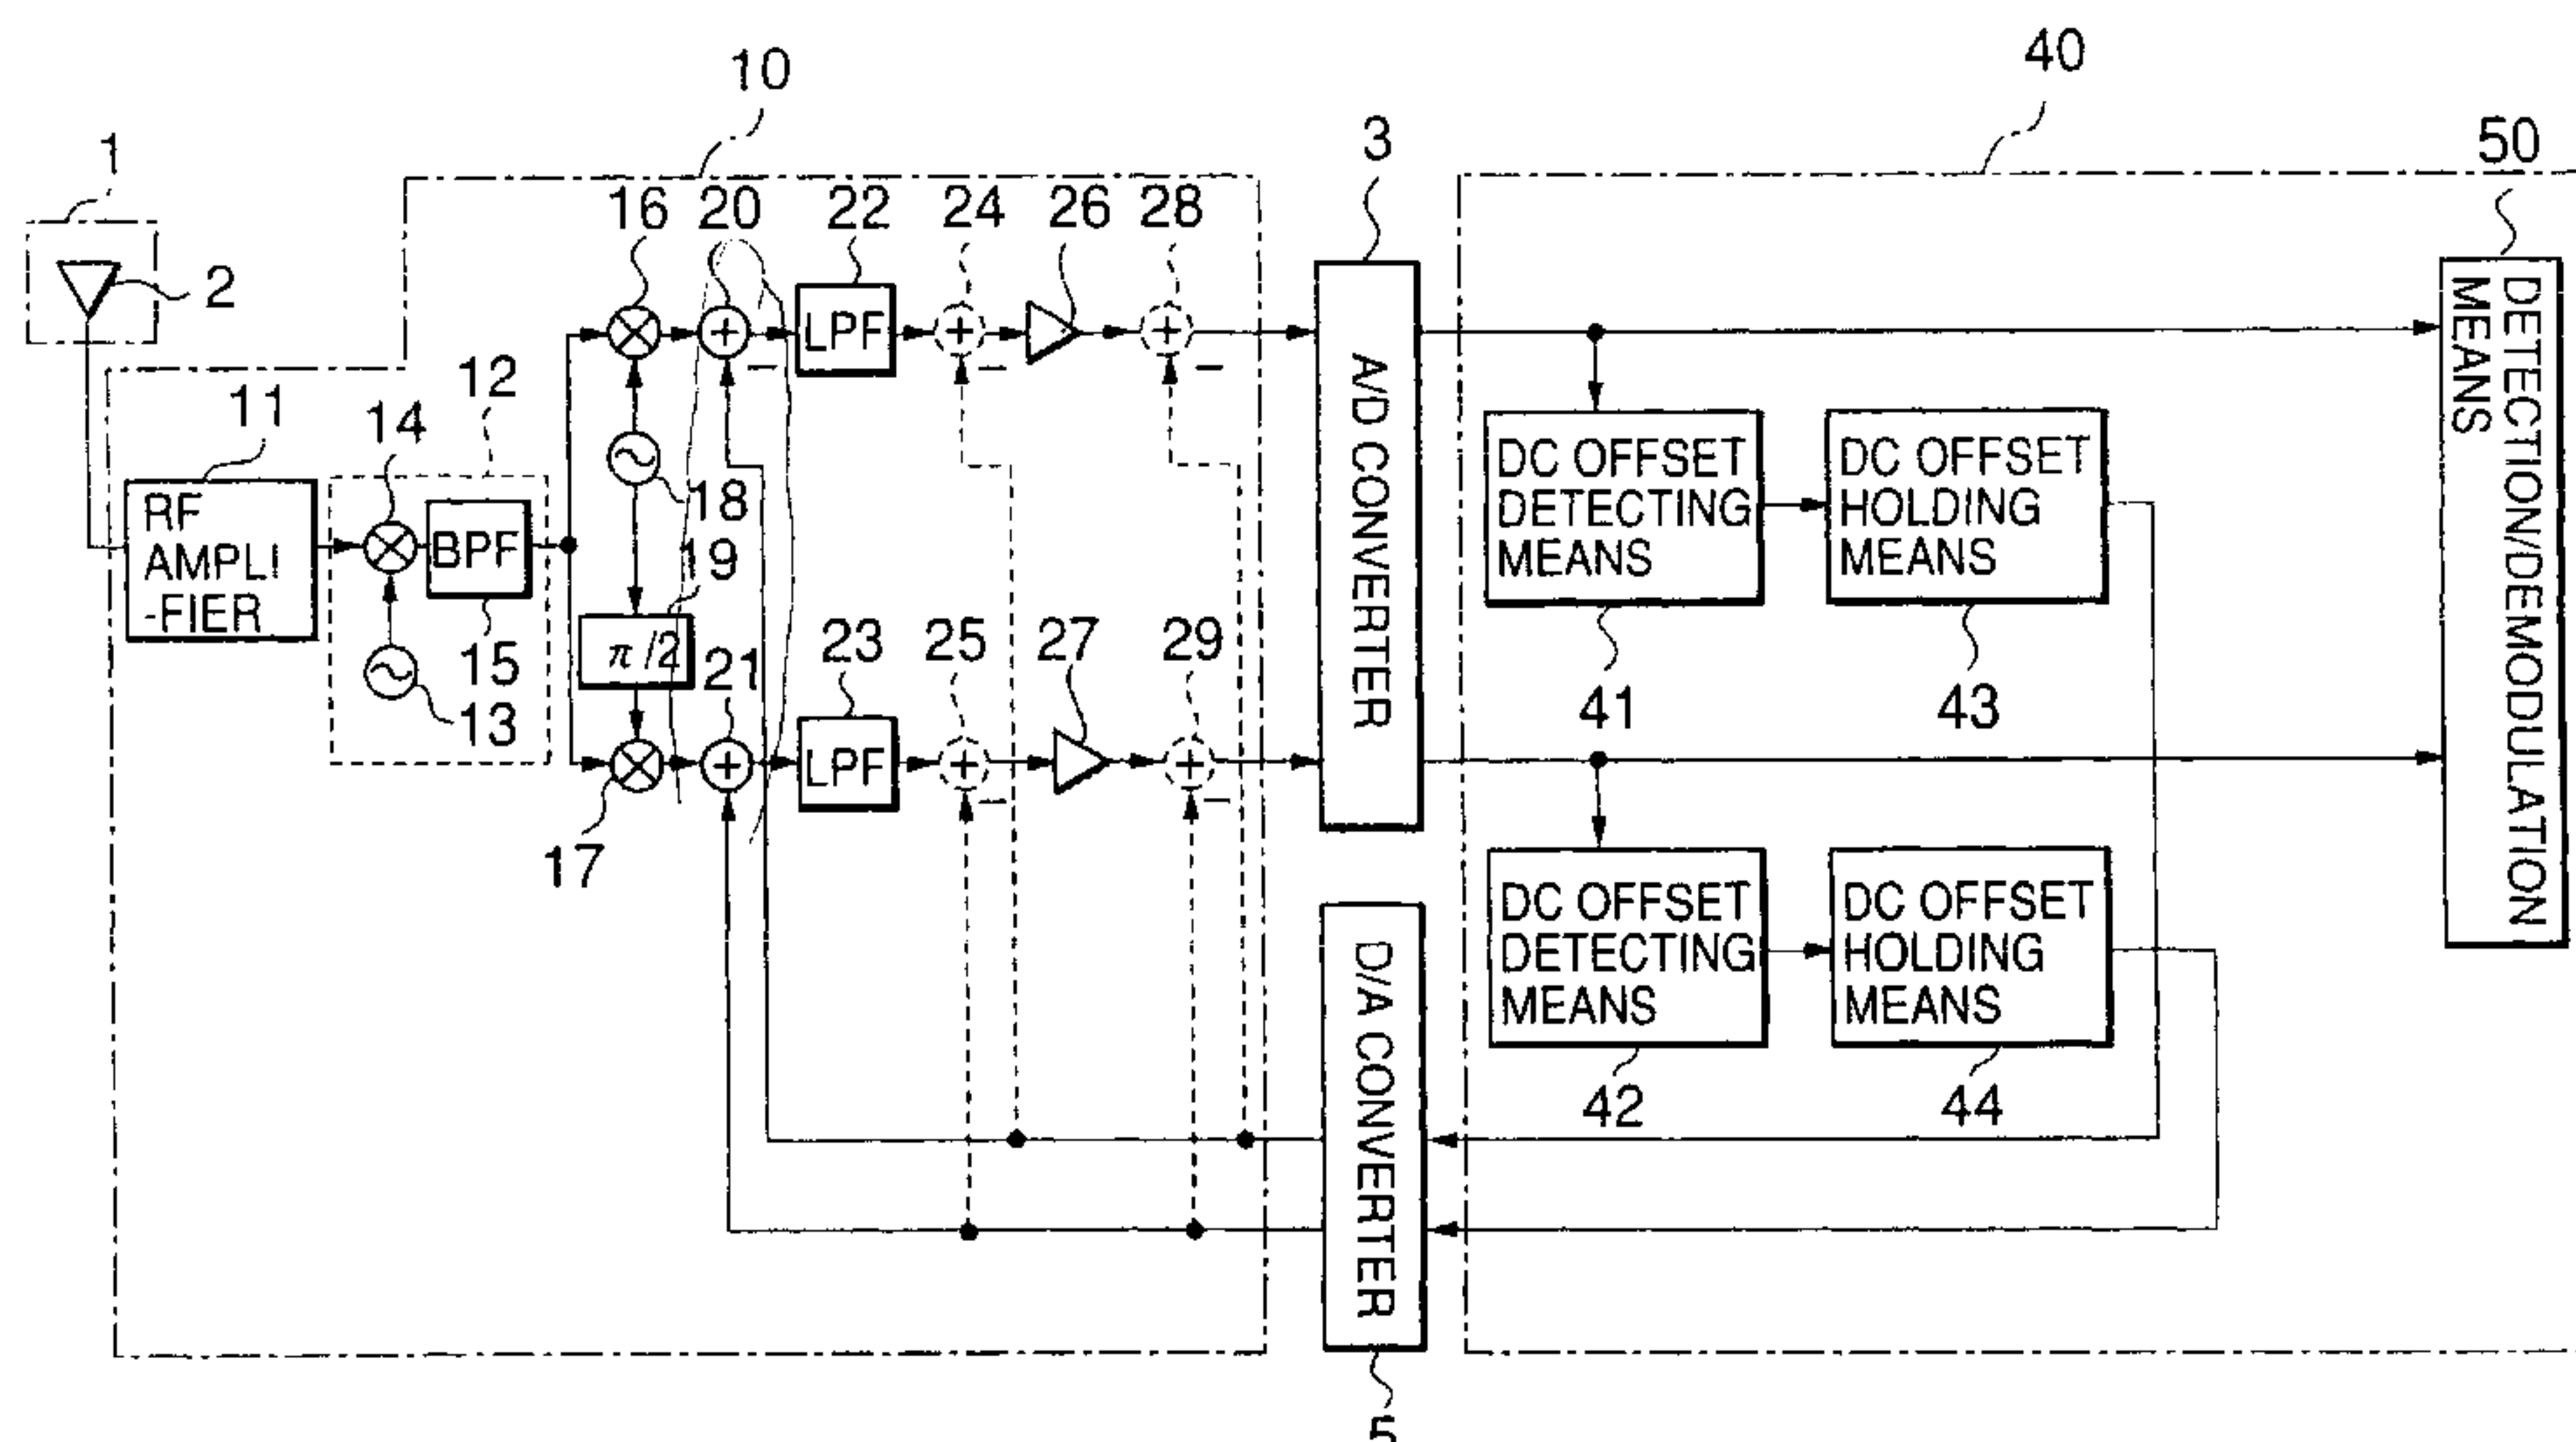 10
40
1
3
50
16
20
22
24
26
28
2
LPF
11
12
14
18
RF
AMPLI
-FIER
BPF
19
15
13
π/2
21
23
25
27
29
LPF
17
A/D CONVERTER
DC OFFSET
DETECTING
MEANS
DC OFFSET
HOLDING
MEANS
41
43
DETECTION/DEMODULATION
MEANS
DC OFFSET
DETECTING
MEANS
DC OFFSET
HOLDING
MEANS
42
44
D/A CONVERTER
5